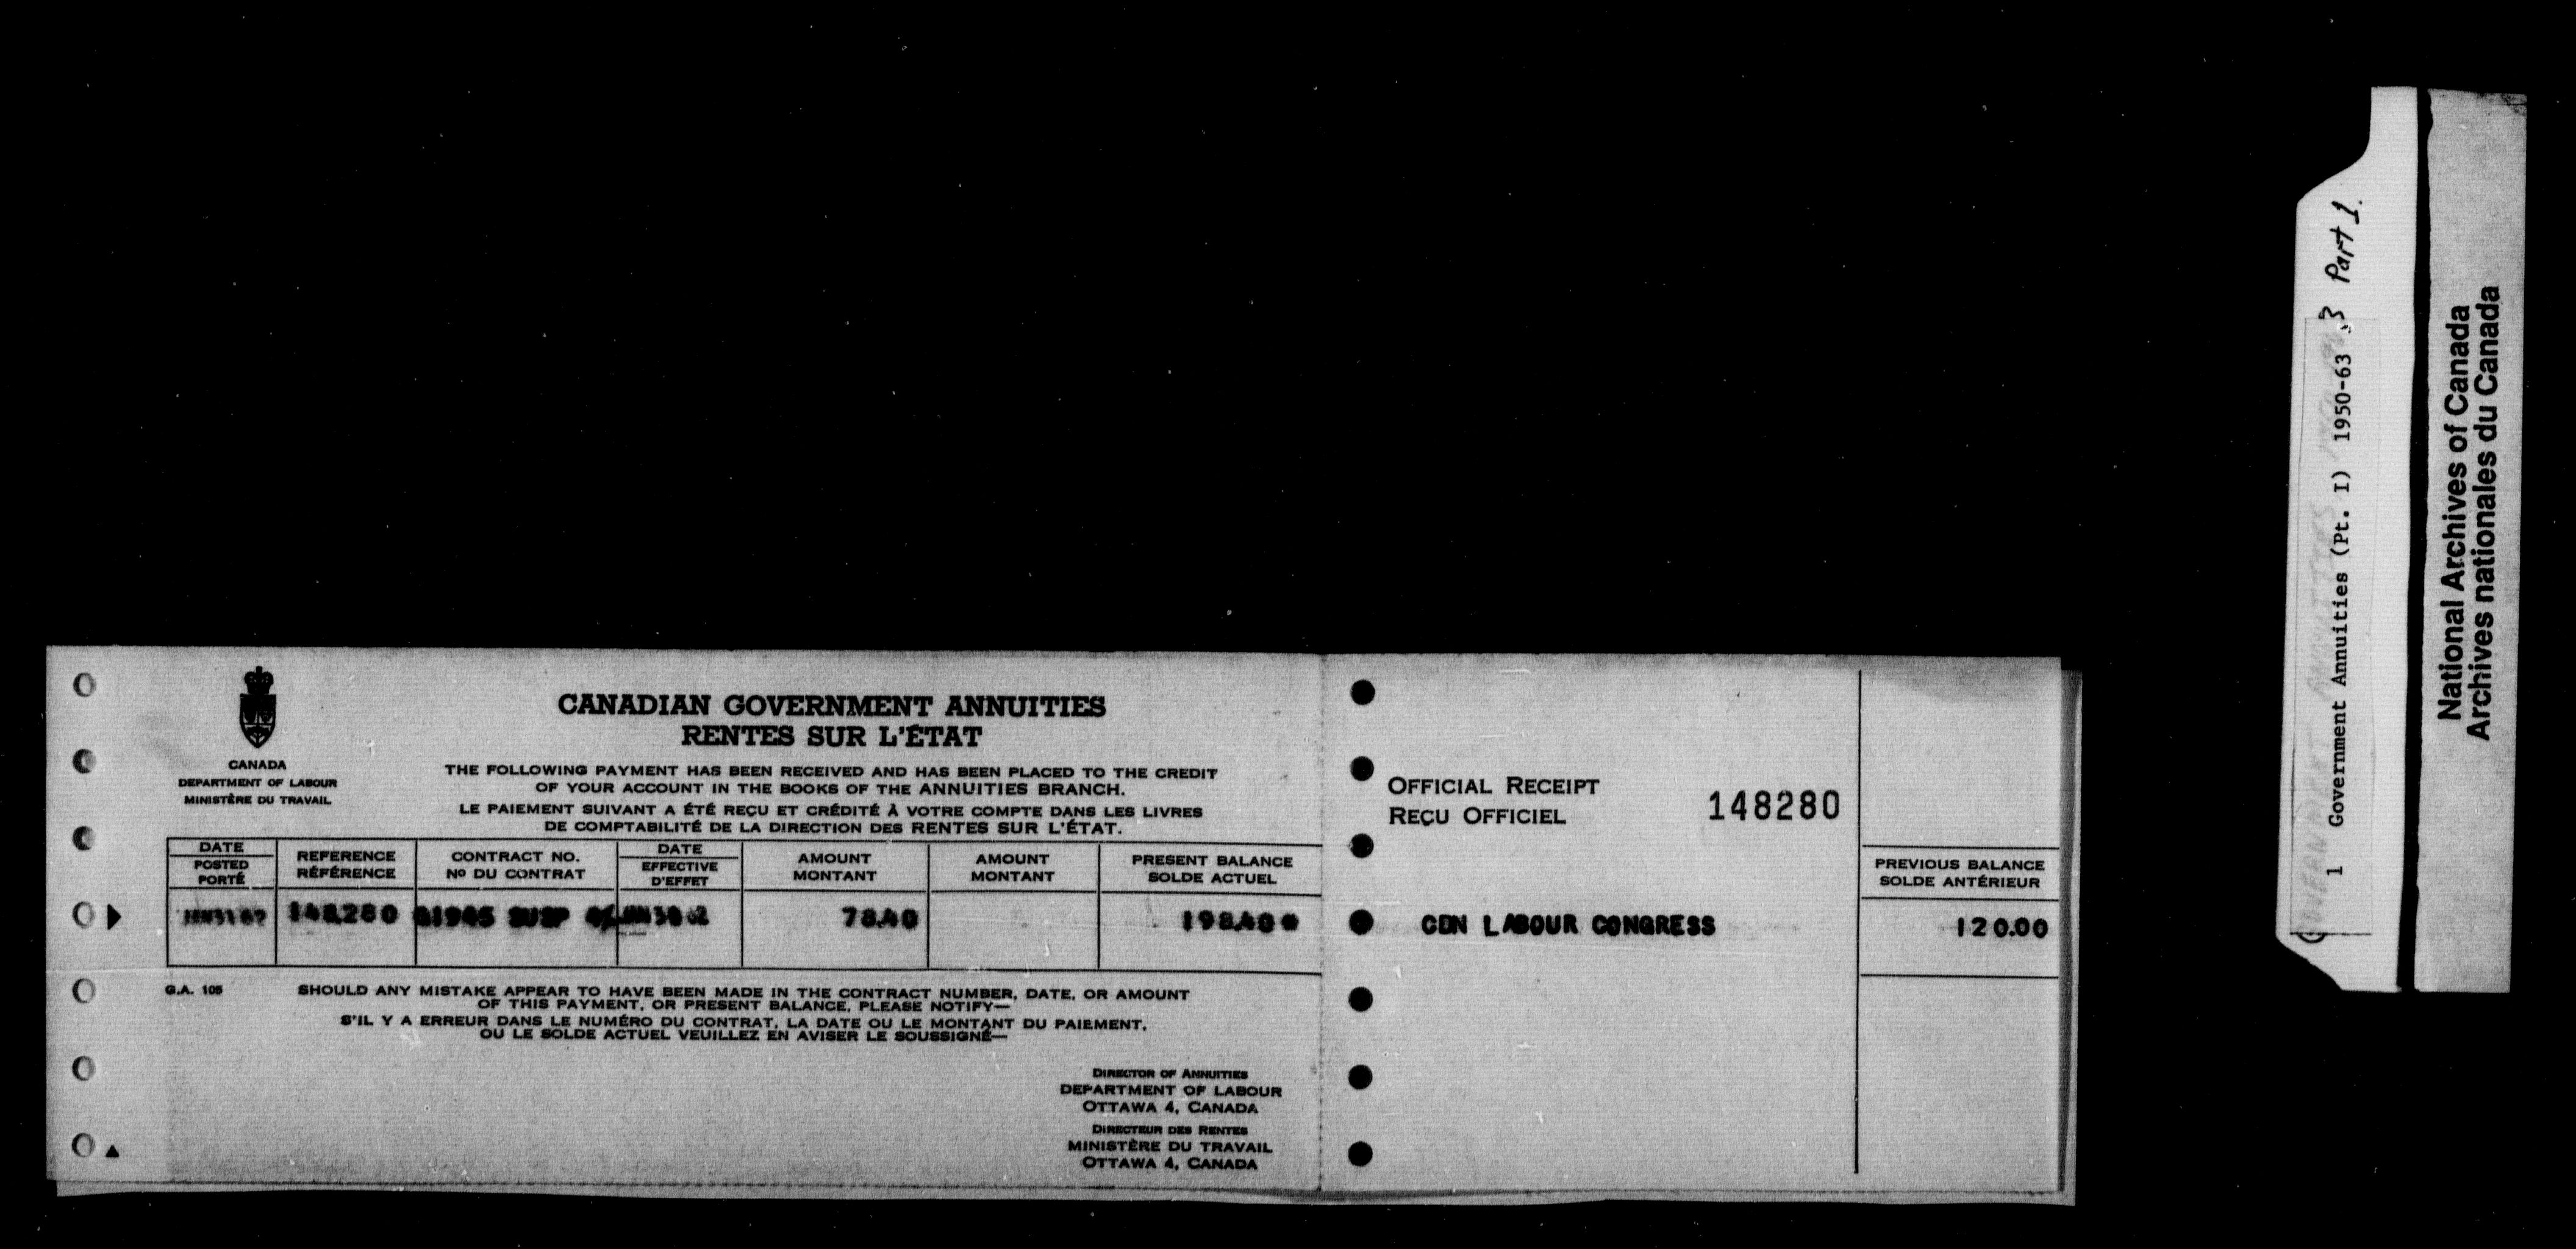 CANADA
DEPARTMENT OF LABOUR
MINISTÈRE DU TRAVAIL
CANADIAN GOVERNMENT ANNUITIES
RENTES SUR L'ÉTAT
THE FOLLOWING PAYMENT HAS BEEN RECEIVED AND HAS BEEN PLACED TO THE CREDIT
OF YOUR ACCOUNT IN THE BOOKS OF THE ANNUITIES BRANCH.
LE PAIEMENT SUIVANT A ÉTÉ REÇU ET CRÉDITÉ À VOTRE COMPTE DANS LES LIVRES
DE COMPTABILITÉ DE LA DIRECTION DES RENTES SUR L'ÉTAT.
DATE
POSTED
PORTÉ
REFERENCE
RÉFÉRENCE
CONTRACT NO.
Nº DU CONTRAT
DATE
EFFECTIVE
D'EFFET
AMOUNT
MONTANT
AMOUNT
MONTANT
PRESENT BALANCE
SOLDE ACTUEL
148280 SUSP 78.40 198.40
G.A. 105
SHOULD ANY MISTAKE APPEAR TO HAVE BEEN MADE IN THE CONTRACT NUMBER, DATE, OR AMOUNT
OF THIS PAYMENT, OR PRESENT BALANCE, PLEASE NOTIFY—
S'IL Y A ERREUR DANS LE NUMÉRO DU CONTRAT, LA DATE OU LE MONTANT DU PAIEMENT,
OU LE SOLDE ACTUEL VEUILLEZ EN AVISER LE SOUSSIGNÉ—
DIRECTOR OF ANNUITIES
DEPARTMENT OF LABOUR
OTTAWA 4, CANADA
DIRECTEUR DES RENTES
MINISTÈRE DU TRAVAIL
OTTAWA 4, CANADA
OFFICIAL RECEIPT
REÇU OFFICIEL
148280
CDN LABOUR CONGRESS
PREVIOUS BALANCE
SOLDE ANTÉRIEUR
120.00
1 Government Annuities (Pt. I) 1950-63 Part 1.
National Archives of Canada
Archives nationales du Canada